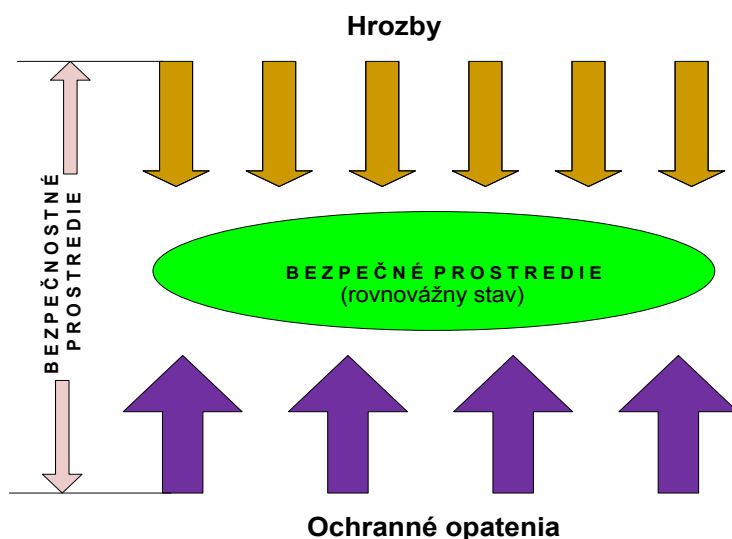 Hrozby
BEZPEČNOSTNÉ
PROSTREDIE
BEZPEČNÉ PROSTREDIE
(rovnovážny stav)
Ochranné opatenia